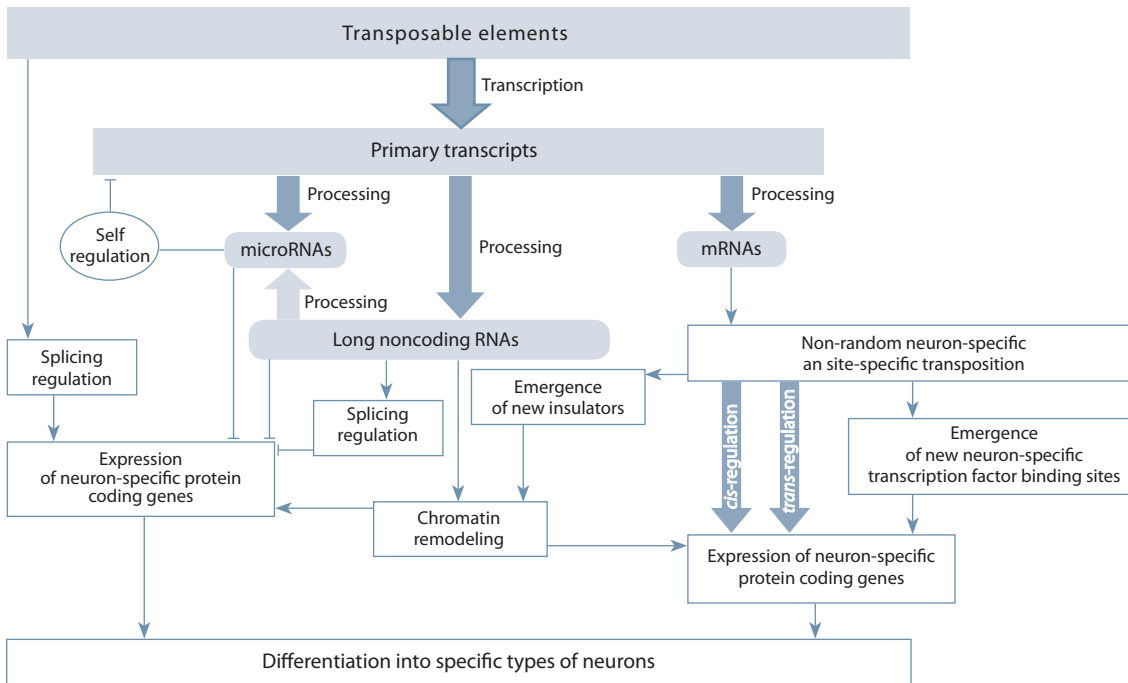 Transposable elements
Transcription
Primary transcripts
Processing
Processing
Processing
Self
regulation
microRNAs
mRNAs
Processing
Long noncoding RNAs
Splicing
regulation
Splicing
regulation
Emergence
of new insulators
Non-random neuron-specific
an site-specific transposition
cis-regulation
trans-regulation
Emergence
of new neuron-specific
transcription factor binding sites
Expression
of neuron-specific protein
coding genes
Chromatin
remodeling
Expression of neuron-specific
protein coding genes
Differentiation into specific types of neurons